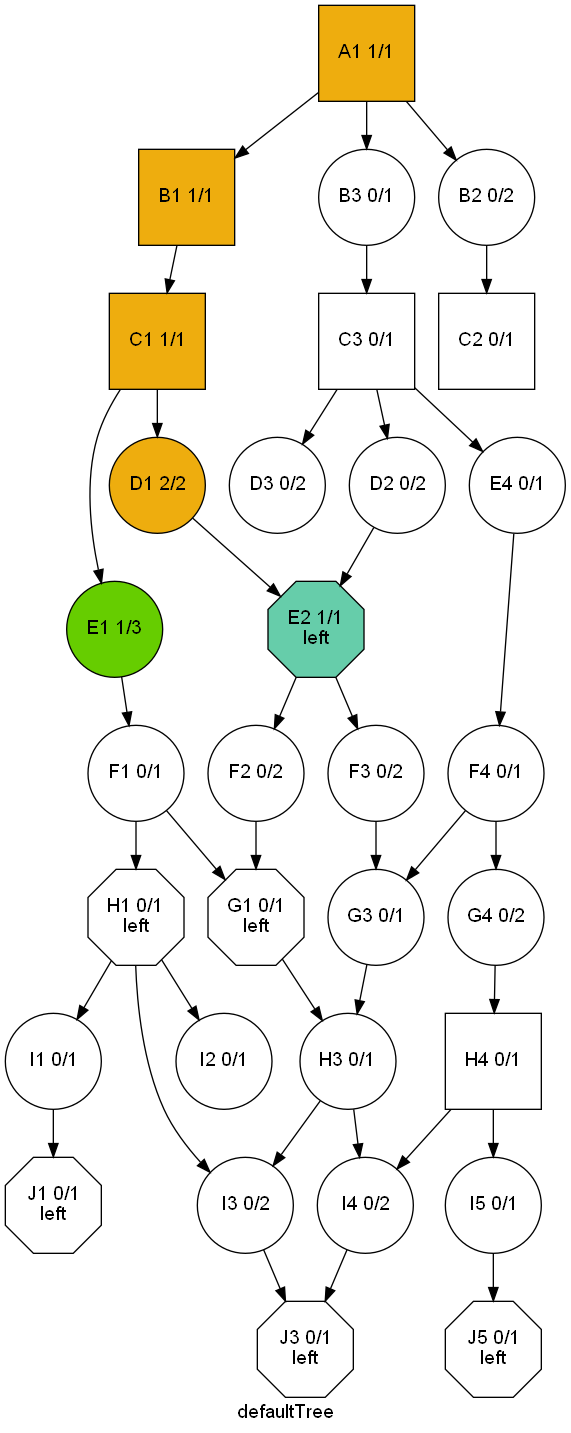 A1 1/1
B1 1/1
B3 0/1
B2 0/2
C1 1/1
C3 0/1
C2 0/1
D1 2/2
D3 0/2
D2 0/2
E4 0/1
E1 1/3
E2 1/1
left
F1 0/1
F2 0/2
F3 0/2
F4 0/1
H1 0/1
left
G1 0/1
left
G3 0/1
G4 0/2
I1 0/1
I2 0/1
H3 0/1
H4 0/1
J1 0/1
left
I3 0/2
I4 0/2
I5 0/1
J3 0/1
left
J5 0/1
left
defaultTree